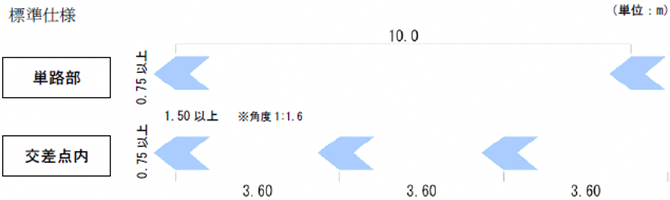 標準仕様
(単位：m)
10.0
単路部
0.75以上
1.50以上 ※角度1:1.6
交差点内
0.75以上
3.60 3.60 3.60